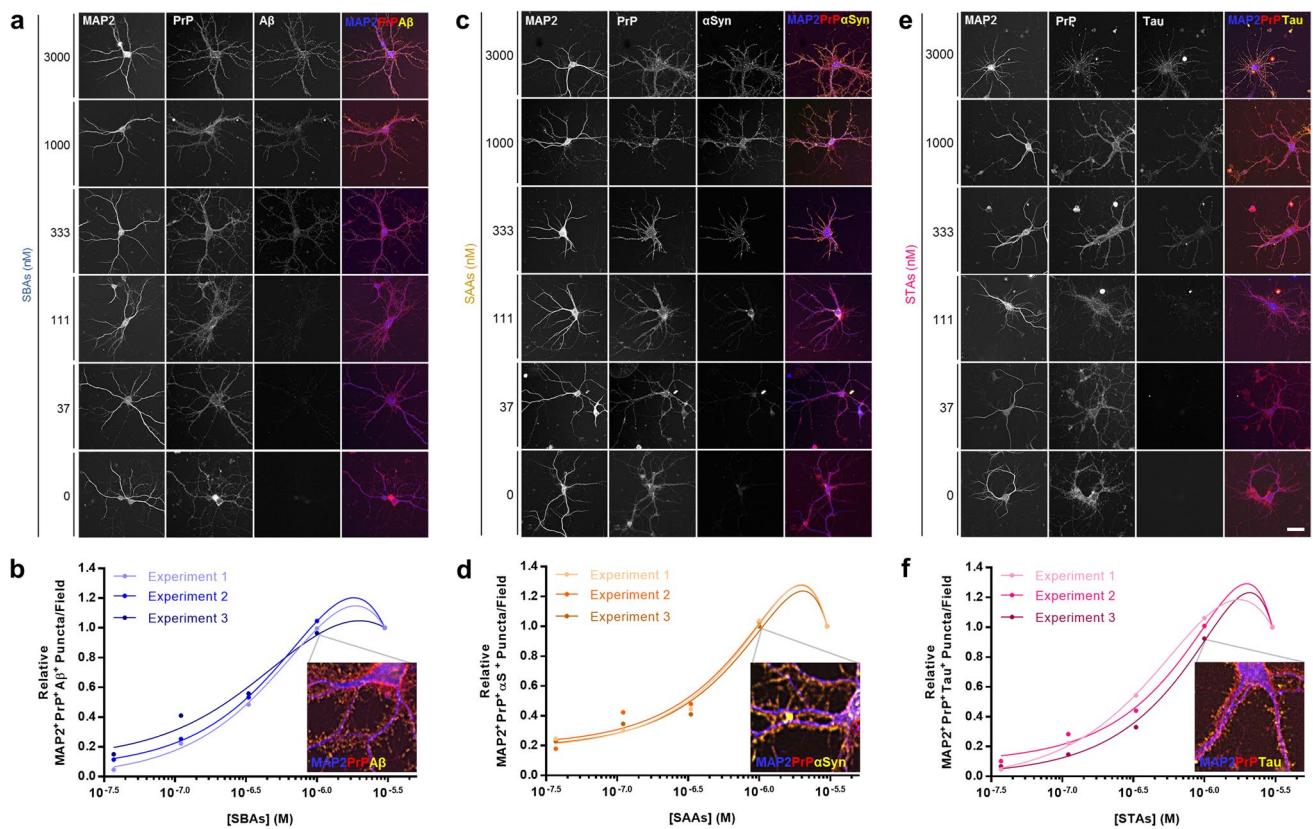 a
MAP2 PrP Aβ MAP2PrPAβ
3000
1000
333
111
37
0
SBAs (nM)
c
MAP2 PrP αSyn MAP2PrPαSyn
3000
1000
333
111
37
0
SAAs (nM)
e
MAP2 PrP Tau MAP2PrPTau
3000
1000
333
111
37
0
STAs (nM)
b
Relative
MAP2⁺PrP⁺Aβ⁺ Puncta/Field
1.4
1.2
1.0
0.8
0.6
0.4
0.2
0.0
Experiment 1
Experiment 2
Experiment 3
MAP2PrPAβ
10⁻⁷·⁵ 10⁻⁷·⁰ 10⁻⁶·⁵ 10⁻⁶·⁰ 10⁻⁵·⁵
[SBAs] (M)
d
Relative
MAP2⁺PrP⁺αS⁺ Puncta/Field
1.4
1.2
1.0
0.8
0.6
0.4
0.2
0.0
Experiment 1
Experiment 2
Experiment 3
MAP2PrPαSyn
10⁻⁷·⁵ 10⁻⁷·⁰ 10⁻⁶·⁵ 10⁻⁶·⁰ 10⁻⁵·⁵
[SAAs] (M)
f
Relative
MAP2⁺PrP⁺Tau⁺ Puncta/Field
1.4
1.2
1.0
0.8
0.6
0.4
0.2
0.0
Experiment 1
Experiment 2
Experiment 3
MAP2PrPTau
10⁻⁷·⁵ 10⁻⁷·⁰ 10⁻⁶·⁵ 10⁻⁶·⁰ 10⁻⁵·⁵
[STAs] (M)